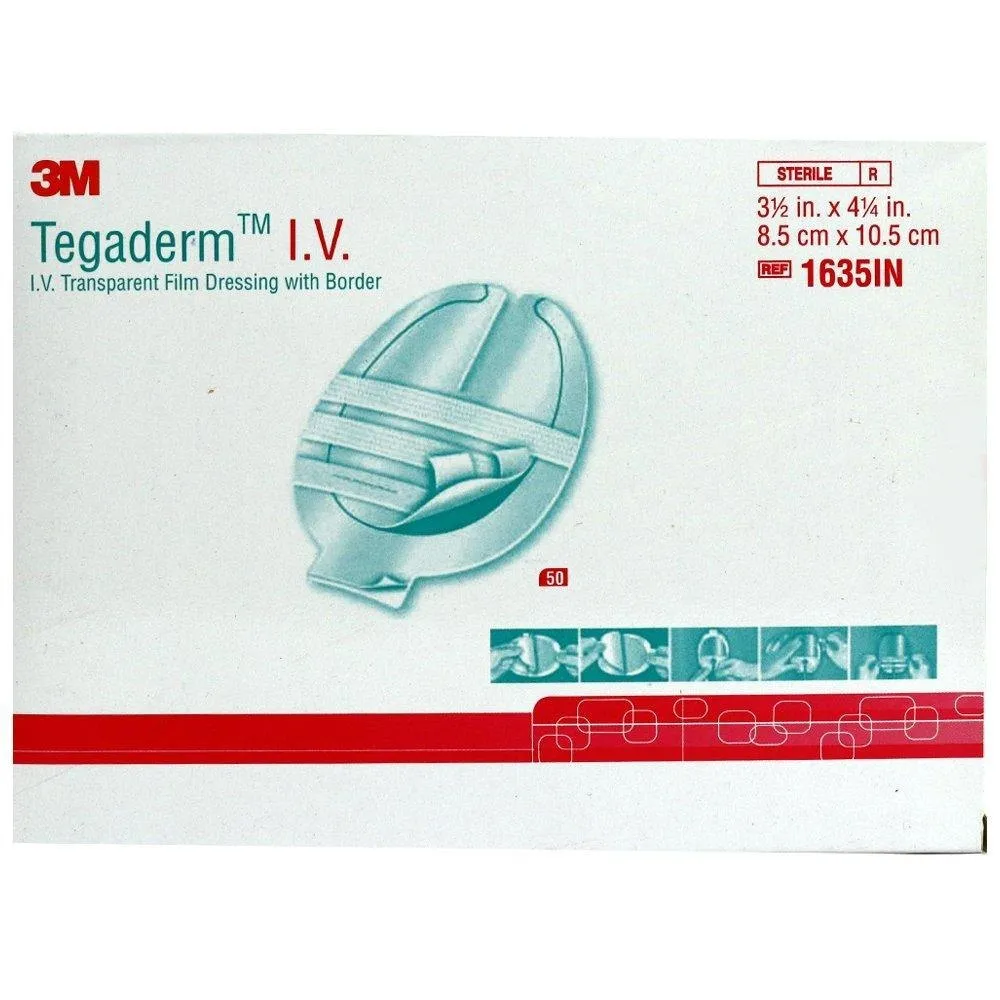 3M
Tegaderm™ I.V.
I.V. Transparent Film Dressing with Border
STERILE R
3½ in. x 4¼ in.
8.5 cm x 10.5 cm
REF 1635IN
50